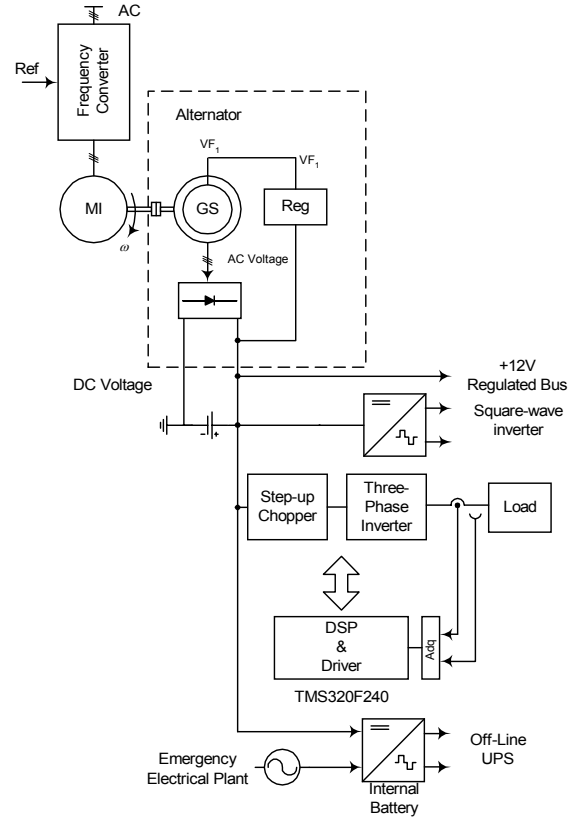 AC
Ref
Frequency
Converter
Alternator
VF1
VF1
MI
GS
Reg
ω
AC Voltage
DC Voltage
+12V
Regulated Bus
- +
Square-wave
inverter
Step-up
Chopper
Three-
Phase
Inverter
Load
DSP
&
Driver
Adq
TMS320F240
Emergency
Electrical Plant
Off-Line
UPS
Internal
Battery